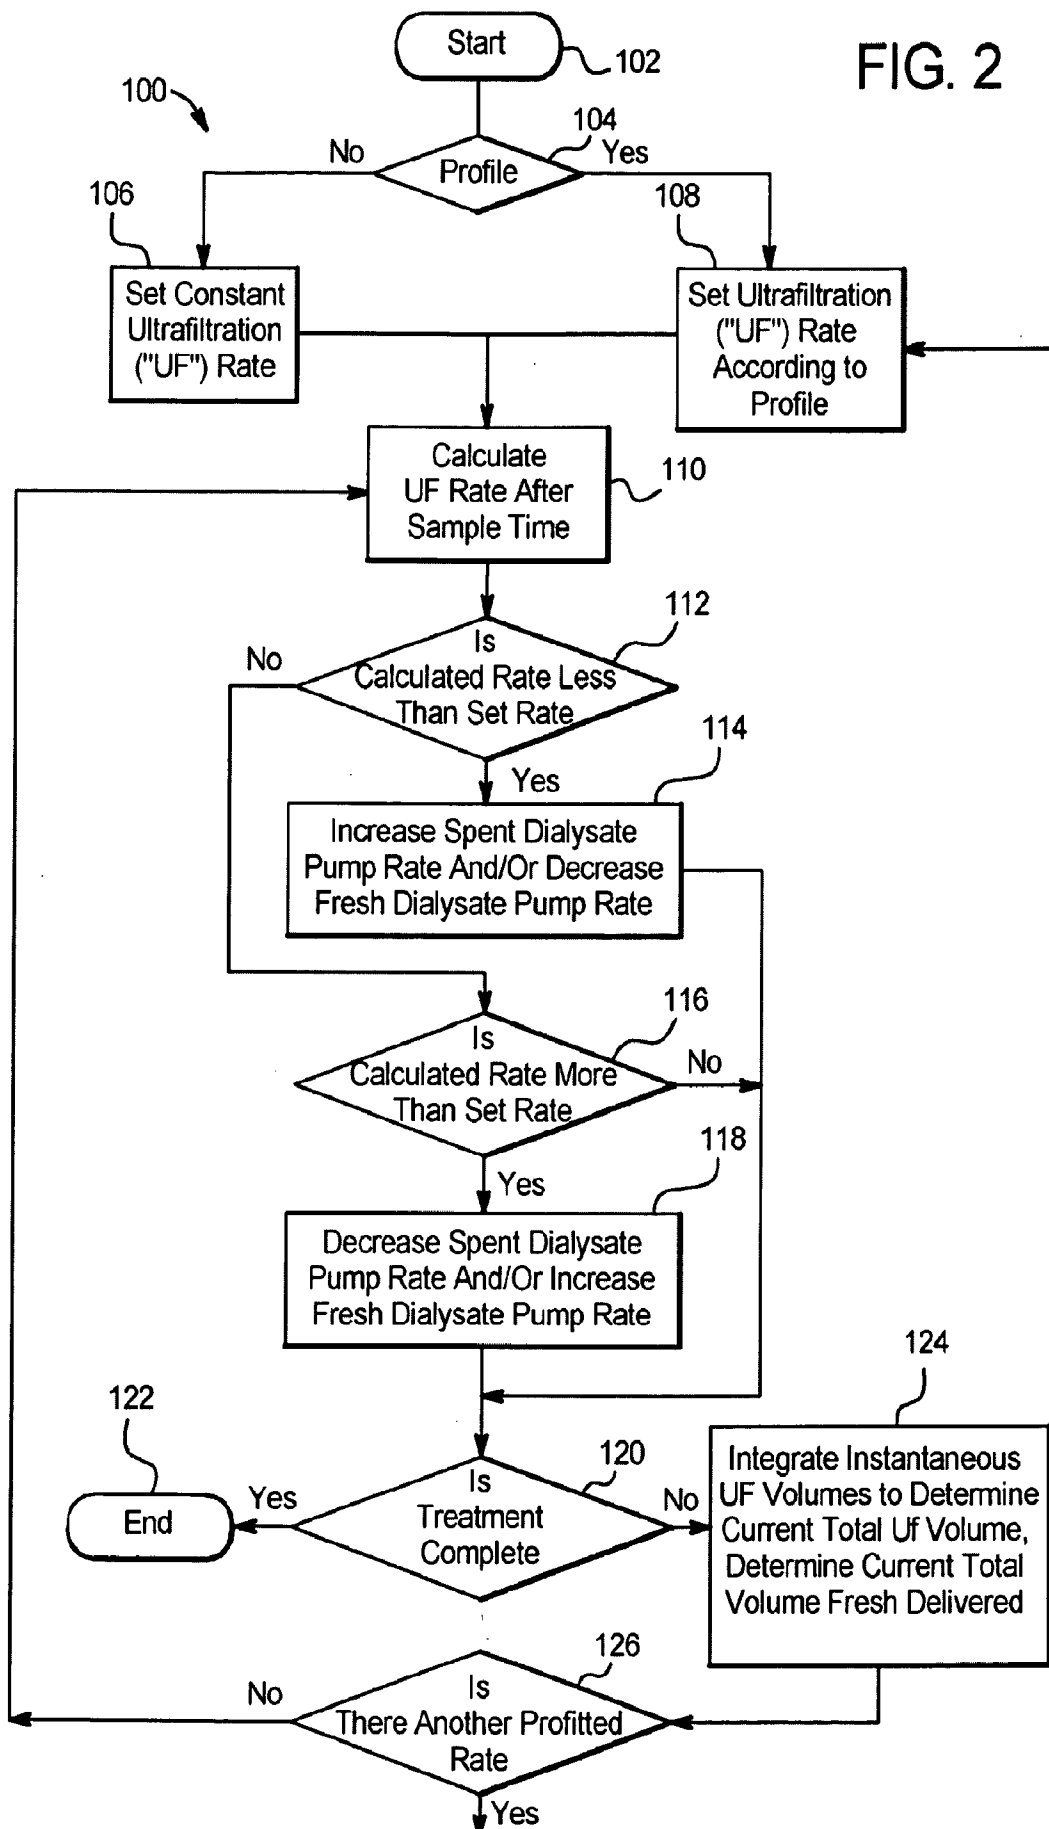 Start
102
FIG. 2
100
104
No
Yes
Profile
106
108
Set Constant
Ultrafiltration
("UF") Rate
Set Ultrafiltration
("UF") Rate
According to
Profile
Calculate
UF Rate After
Sample Time
110
112
Is
Calculated Rate Less
Than Set Rate
No
Yes
114
Increase Spent Dialysate
Pump Rate And/Or Decrease
Fresh Dialysate Pump Rate
116
Is
Calculated Rate More
Than Set Rate
No
Yes
118
Decrease Spent Dialysate
Pump Rate And/Or Increase
Fresh Dialysate Pump Rate
122
End
Yes
Is
Treatment
Complete
120
No
124
Integrate Instantaneous
UF Volumes to Determine
Current Total Uf Volume,
Determine Current Total
Volume Fresh Delivered
126
No
Is
There Another Profitted
Rate
Yes